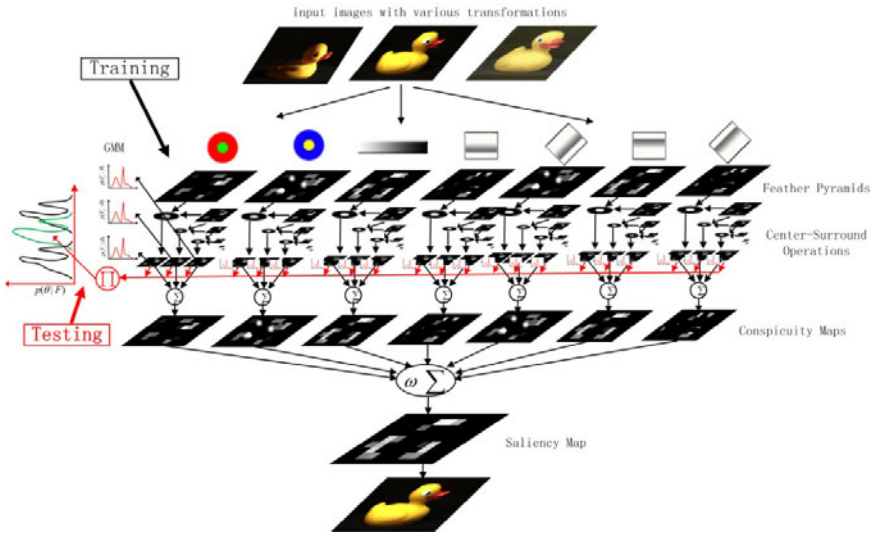 input images with various transformations
Training
GMM
Feather Pyramids
Center-Surround
Operations
p(θ|F)
∏
Testing
Σ Σ Σ Σ Σ Σ Σ
Conspicuity Maps
ω Σ
Saliency Map